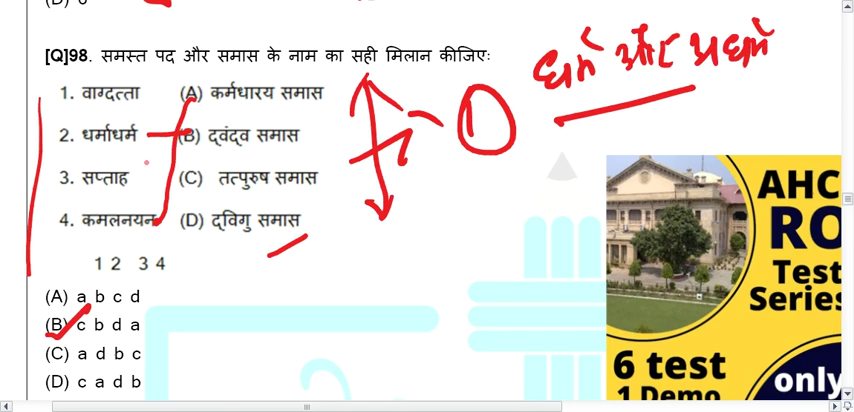 (D) 6
[Q]98. समस्त पद और समास के नाम का सही मिलान कीजिए:
1. वाग्दत्ता (A) कर्मधारय समास
2. धर्माधर्म (B) द्वंद्व समास
3. सप्ताह (C) तत्पुरुष समास
4. कमलनयन (D) द्विगु समास
1 2 3 4
(A) a b c d
(B) c b d a
(C) a d b c
(D) c a d b
धर्म और अधर्म
1
AHC
RO
Test
Series
6 test
1 Demo
only